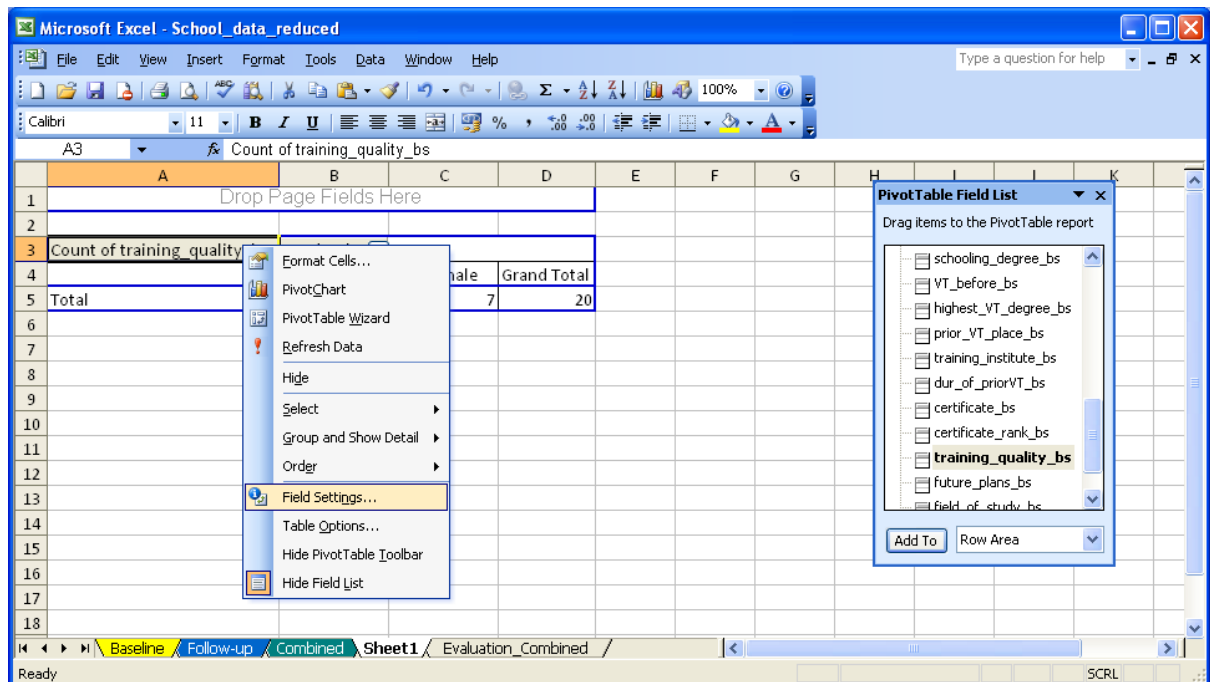 Microsoft Excel - School_data_reduced
File Edit View Insert Format Tools Data Window Help
Type a question for help
100%
Calibri 11 B I U
A3 fx Count of training_quality_bs
A B C D E F G H I J K
1 Drop Page Fields Here
2
3 Count of training_quality
4 Grand Total
5 Total 7 20
6
7
8
9
10
11
12
13
14
15
16
17
18
Format Cells...
PivotChart
PivotTable Wizard
Refresh Data
Hide
Select
Group and Show Detail
Order
Field Settings...
Table Options...
Hide PivotTable Toolbar
Hide Field List
PivotTable Field List
Drag items to the PivotTable report
schooling_degree_bs
VT_before_bs
highest_VT_degree_bs
prior_VT_place_bs
training_institute_bs
dur_of_priorVT_bs
certificate_bs
certificate_rank_bs
training_quality_bs
future_plans_bs
field_of_study_bs
Add To Row Area
Baseline Follow-up Combined Sheet1 Evaluation_Combined
Ready SCRL